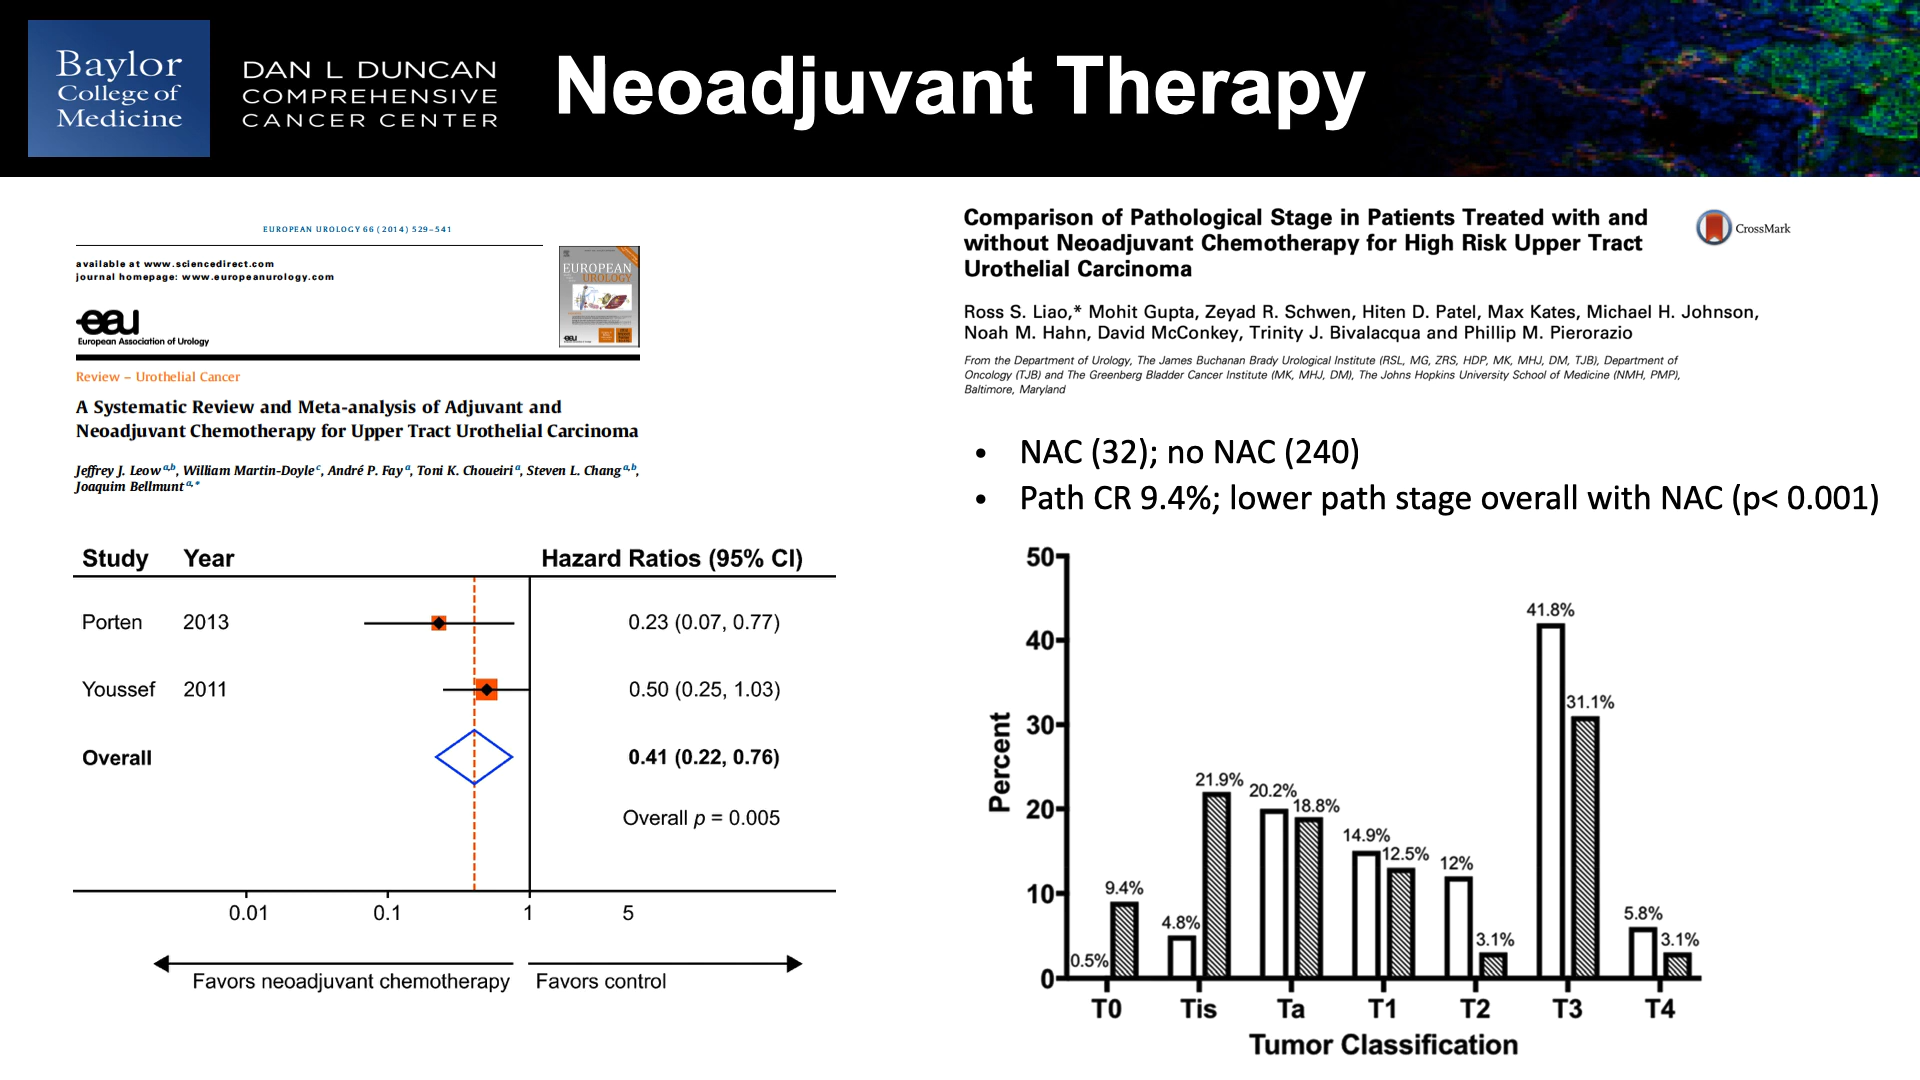 Baylor
College of
Medicine
DAN L DUNCAN
COMPREHENSIVE
CANCER CENTER
Neoadjuvant Therapy
EUROPEAN UROLOGY 66 (2014) 529–541
available at www.sciencedirect.com
journal homepage: www.europeanurology.com
EUROPEAN
UROLOGY
eau
European Association of Urology
Review – Urothelial Cancer
A Systematic Review and Meta-analysis of Adjuvant and
Neoadjuvant Chemotherapy for Upper Tract Urothelial Carcinoma
Jeffrey J. Leow a,b, William Martin-Doyle c, André P. Fay a, Toni K. Choueiri a, Steven L. Chang a,b,
Joaquim Bellmunt a,*
Study Year Hazard Ratios (95% CI)
Porten 2013 0.23 (0.07, 0.77)
Youssef 2011 0.50 (0.25, 1.03)
Overall 0.41 (0.22, 0.76)
Overall p = 0.005
0.01 0.1 1 5
Favors neoadjuvant chemotherapy Favors control
Comparison of Pathological Stage in Patients Treated with and
without Neoadjuvant Chemotherapy for High Risk Upper Tract
Urothelial Carcinoma
CrossMark
Ross S. Liao,* Mohit Gupta, Zeyad R. Schwen, Hiten D. Patel, Max Kates, Michael H. Johnson,
Noah M. Hahn, David McConkey, Trinity J. Bivalacqua and Phillip M. Pierorazio
From the Department of Urology, The James Buchanan Brady Urological Institute (RSL, MG, ZRS, HDP, MK, MHJ, DM, TJB), Department of
Oncology (TJB) and The Greenberg Bladder Cancer Institute (MK, MHJ, DM), The Johns Hopkins University School of Medicine (NMH, PMP),
Baltimore, Maryland
• NAC (32); no NAC (240)
• Path CR 9.4%; lower path stage overall with NAC (p< 0.001)
Percent
50
40
30
20
10
0
0.5% 9.4%
4.8% 21.9%
20.2% 18.8%
14.9% 12.5%
12% 3.1%
41.8% 31.1%
5.8% 3.1%
T0 Tis Ta T1 T2 T3 T4
Tumor Classification